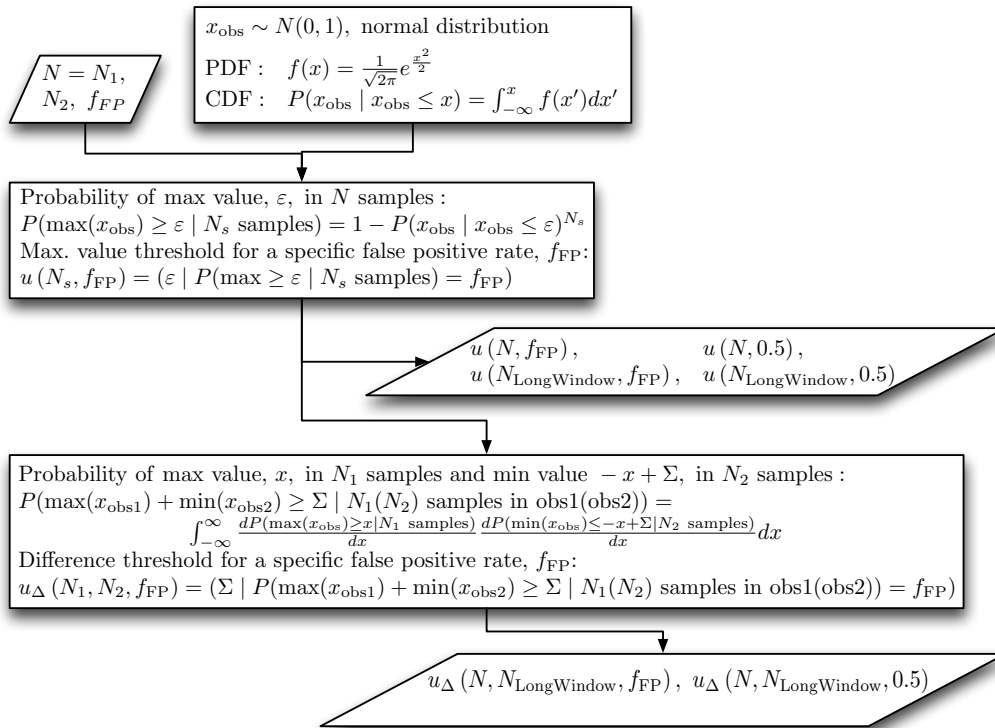 x_obs ∼ N(0, 1), normal distribution
PDF : f(x) = \frac{1}{\sqrt{2\pi}} e^{\frac{x^2}{2}}
CDF : P(x_obs | x_obs ≤ x) = ∫_{-∞}^{x} f(x′)dx′
N = N_1,
N_2, f_{FP}
Probability of max value, ε, in N samples :
P(max(x_obs) ≥ ε | N_s samples) = 1 − P(x_obs | x_obs ≤ ε)^{N_s}
Max. value threshold for a specific false positive rate, f_FP:
u (N_s, f_FP) = (ε | P(max ≥ ε | N_s samples) = f_FP)
u (N, f_FP) , u (N, 0.5) ,
u (N_LongWindow, f_FP) , u (N_LongWindow, 0.5)
Probability of max value, x, in N_1 samples and min value − x + Σ, in N_2 samples :
P(max(x_obs1) + min(x_obs2) ≥ Σ | N_1(N_2) samples in obs1(obs2)) =
∫_{-∞}^{∞} \frac{dP(max(x_obs)≥x|N_1 samples)}{dx} \frac{dP(min(x_obs)≤−x+Σ|N_2 samples)}{dx} dx
Difference threshold for a specific false positive rate, f_FP:
u_Δ (N_1, N_2, f_FP) = (Σ | P(max(x_obs1) + min(x_obs2) ≥ Σ | N_1(N_2) samples in obs1(obs2)) = f_FP)
u_Δ (N, N_LongWindow, f_FP) , u_Δ (N, N_LongWindow, 0.5)